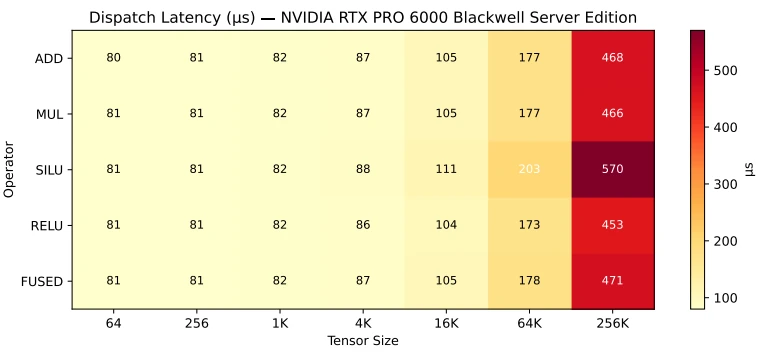 Dispatch Latency (µs) — NVIDIA RTX PRO 6000 Blackwell Server Edition
ADD 80 81 82 87 105 177 468
MUL 81 81 82 87 105 177 466
SILU 81 81 82 88 111 203 570
RELU 81 81 82 86 104 173 453
FUSED 81 81 82 87 105 178 471
64 256 1K 4K 16K 64K 256K
Tensor Size
Operator
500
400
300
200
100
µs